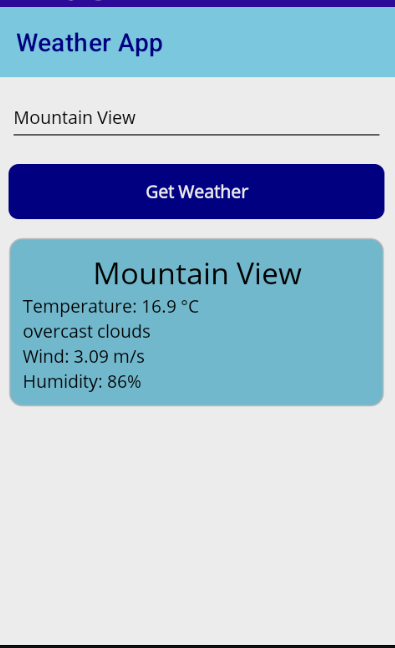 Weather App
Mountain View
Get Weather
Mountain View
Temperature: 16.9 °C
overcast clouds
Wind: 3.09 m/s
Humidity: 86%